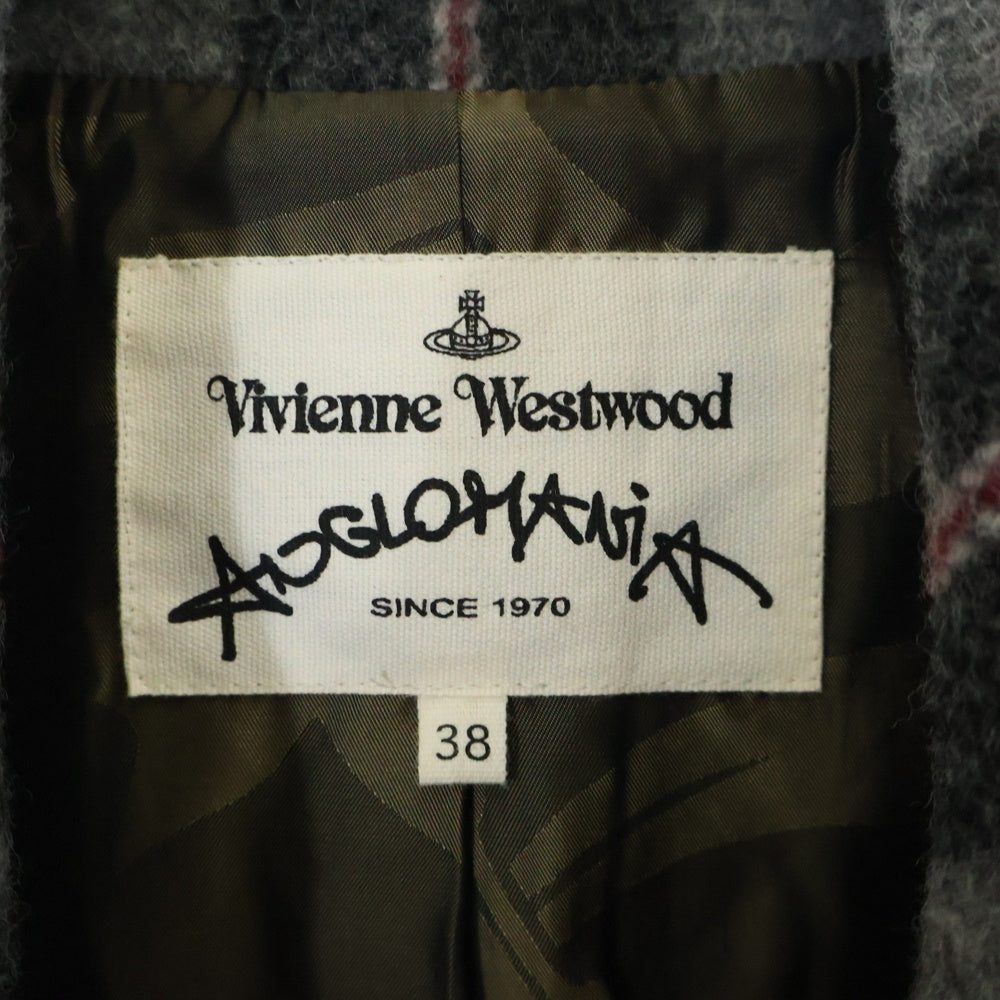 Vivienne Westwood
ANGLOMANiA
SINCE 1970
38